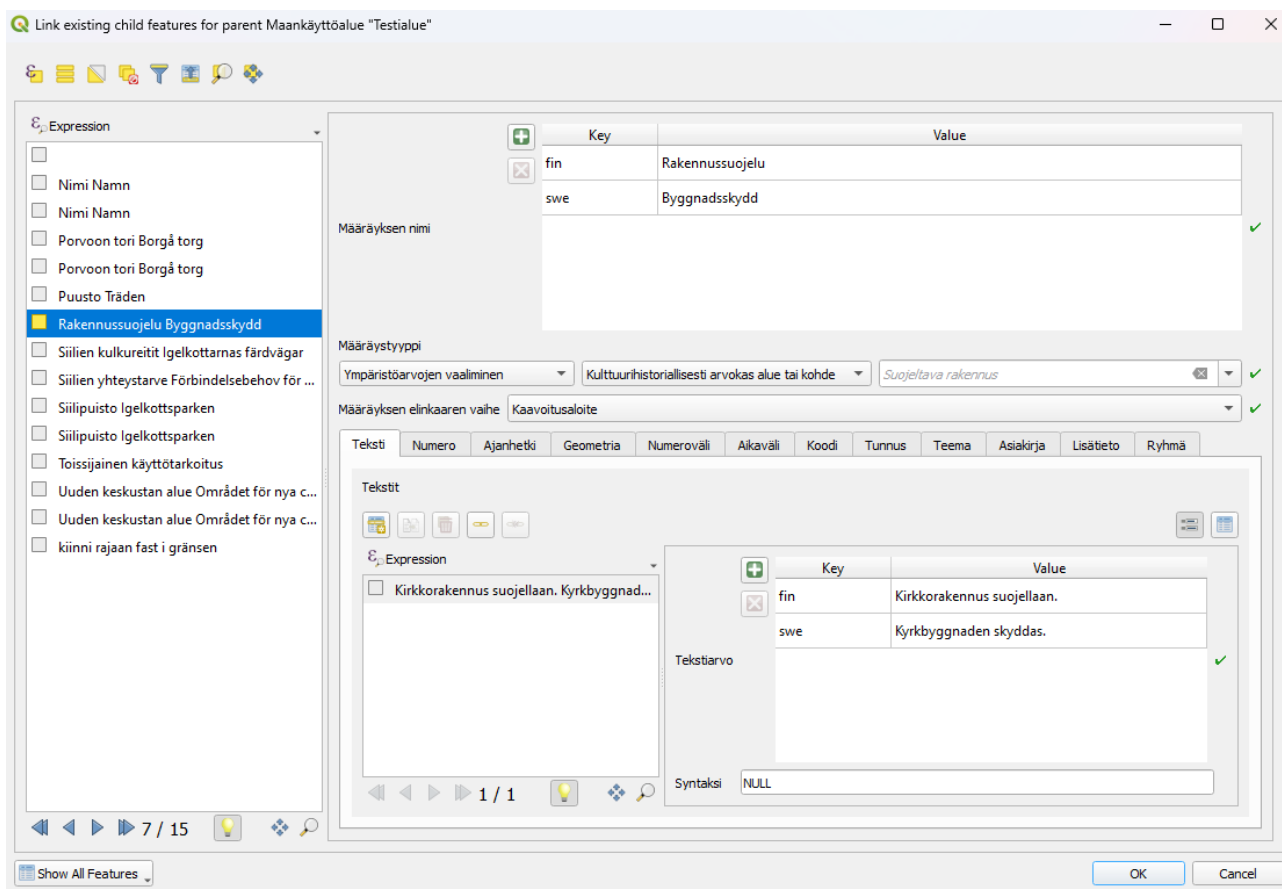 Link existing child features for parent Maankäyttöalue "Testialue"
Expression
Nimi Namn
Nimi Namn
Porvoon tori Borgå torg
Porvoon tori Borgå torg
Puusto Träden
Rakennussuojelu Byggnadsskydd
Siilien kulkureitit Igelkottarnas färdvägar
Siilien yhteystarve Förbindelsebehov för ...
Siilipuisto Igelkottsparken
Siilipuisto Igelkottsparken
Toissijainen käyttötarkoitus
Uuden keskustan alue Området för nya c...
Uuden keskustan alue Området för nya c...
kiinni rajaan fast i gränsen
7 / 15
Show All Features
Key Value
fin Rakennussuojelu
swe Byggnadsskydd
Määräyksen nimi
Määräystyyppi
Ympäristöarvojen vaaliminen Kulttuurihistoriallisesti arvokas alue tai kohde Suojeltava rakennus
Määräyksen elinkaaren vaihe Kaavoitusaloite
Teksti Numero Ajanhetki Geometria Numeroväli Aikaväli Koodi Tunnus Teema Asiakirja Lisätieto Ryhmä
Tekstit
Expression
Kirkkorakennus suojellaan. Kyrkbyggnad...
1 / 1
Key Value
fin Kirkkorakennus suojellaan.
swe Kyrkbyggnaden skyddas.
Tekstiarvo
Syntaksi NULL
OK Cancel